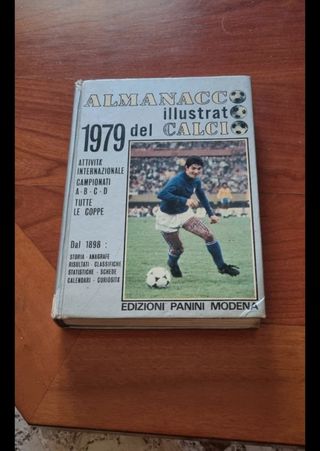 ALMANACCO
illustrato
1979 del CALCIO
ATTIVITÀ
INTERNAZIONALE
CAMPIONATI
A - B - C - D
TUTTE
LE COPPE
Dal 1898 :
STORIA - ANAGRAFE
RISULTATI - CLASSIFICHE
STATISTICHE - SCHEDE
CALENDARI - CURIOSITÀ
EDIZIONI PANINI MODENA